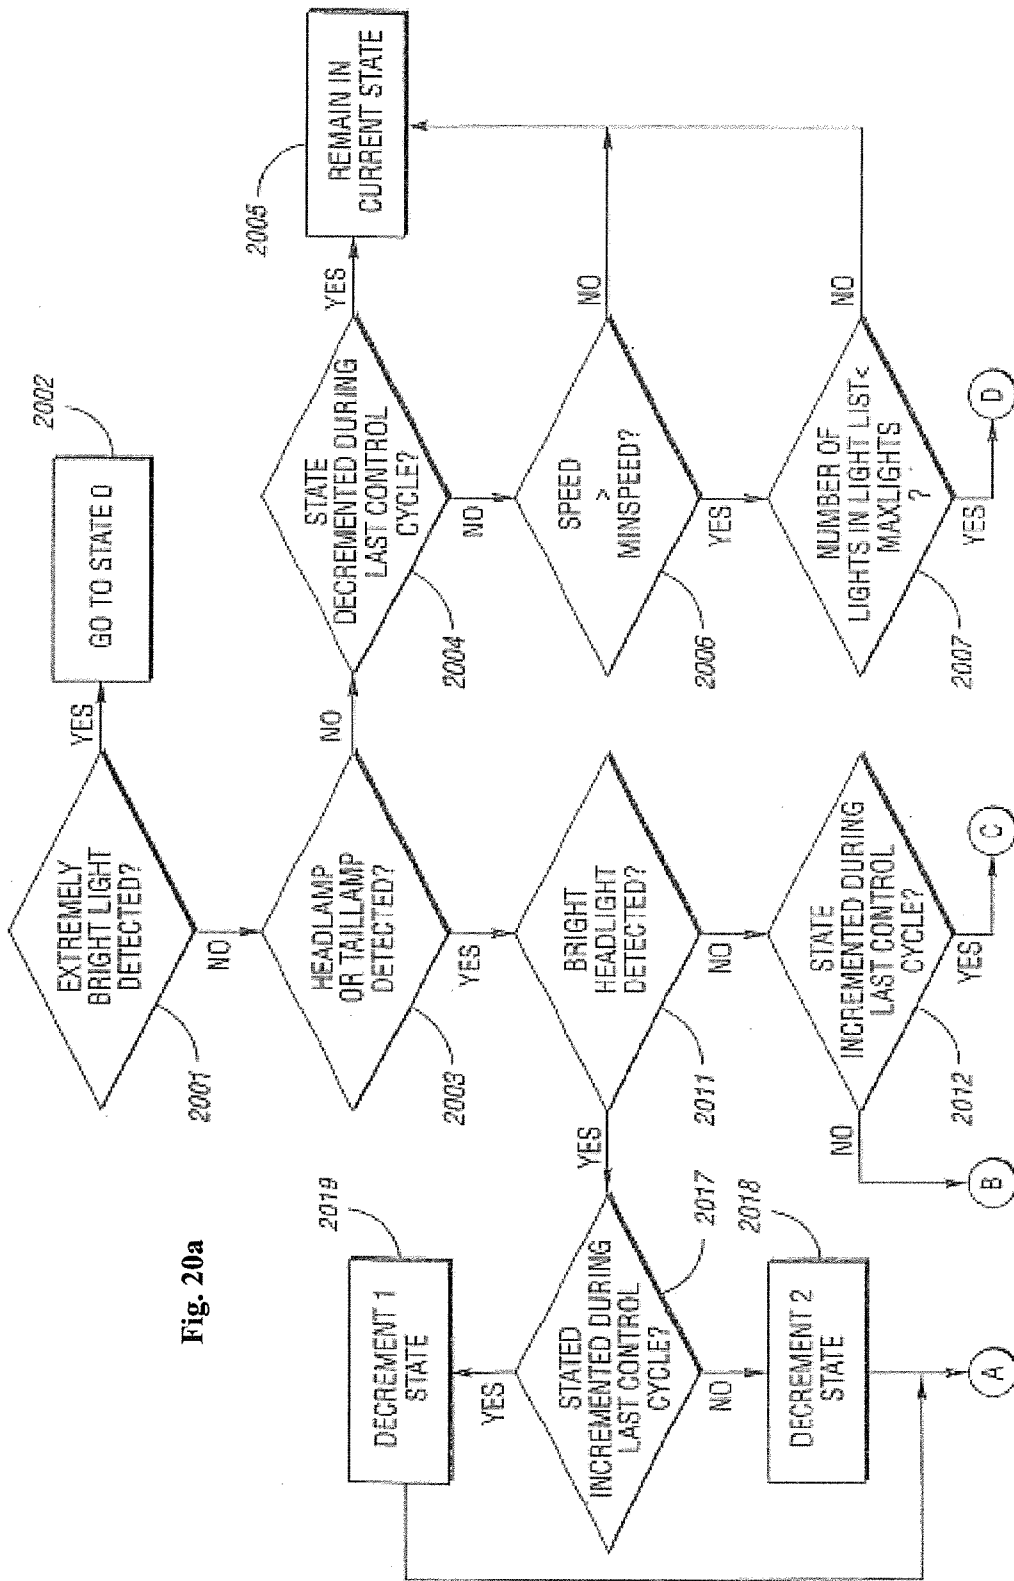 Fig. 20a
EXTREMELY
BRIGHT LIGHT
DETECTED?
2001
YES
GO TO STATE 0
2002
NO
HEADLAMP
OR TAILLAMP
DETECTED?
2003
NO
STATE
DECREMENTED DURING
LAST CONTROL
CYCLE?
2004
YES
REMAIN IN
CURRENT STATE
2005
NO
SPEED
>
MINSPEED?
2006
NO
YES
NUMBER OF
LIGHTS IN LIGHT LIST<
MAXLIGHTS
?
2007
NO
YES
D
YES
BRIGHT
HEADLIGHT
DETECTED?
2011
NO
STATE
INCREMENTED DURING
LAST CONTROL
CYCLE?
2012
YES
C
NO
B
YES
STATED
INCREMENTED DURING
LAST CONTROL
CYCLE?
2017
YES
DECREMENT 1
STATE
2019
NO
DECREMENT 2
STATE
2018
A